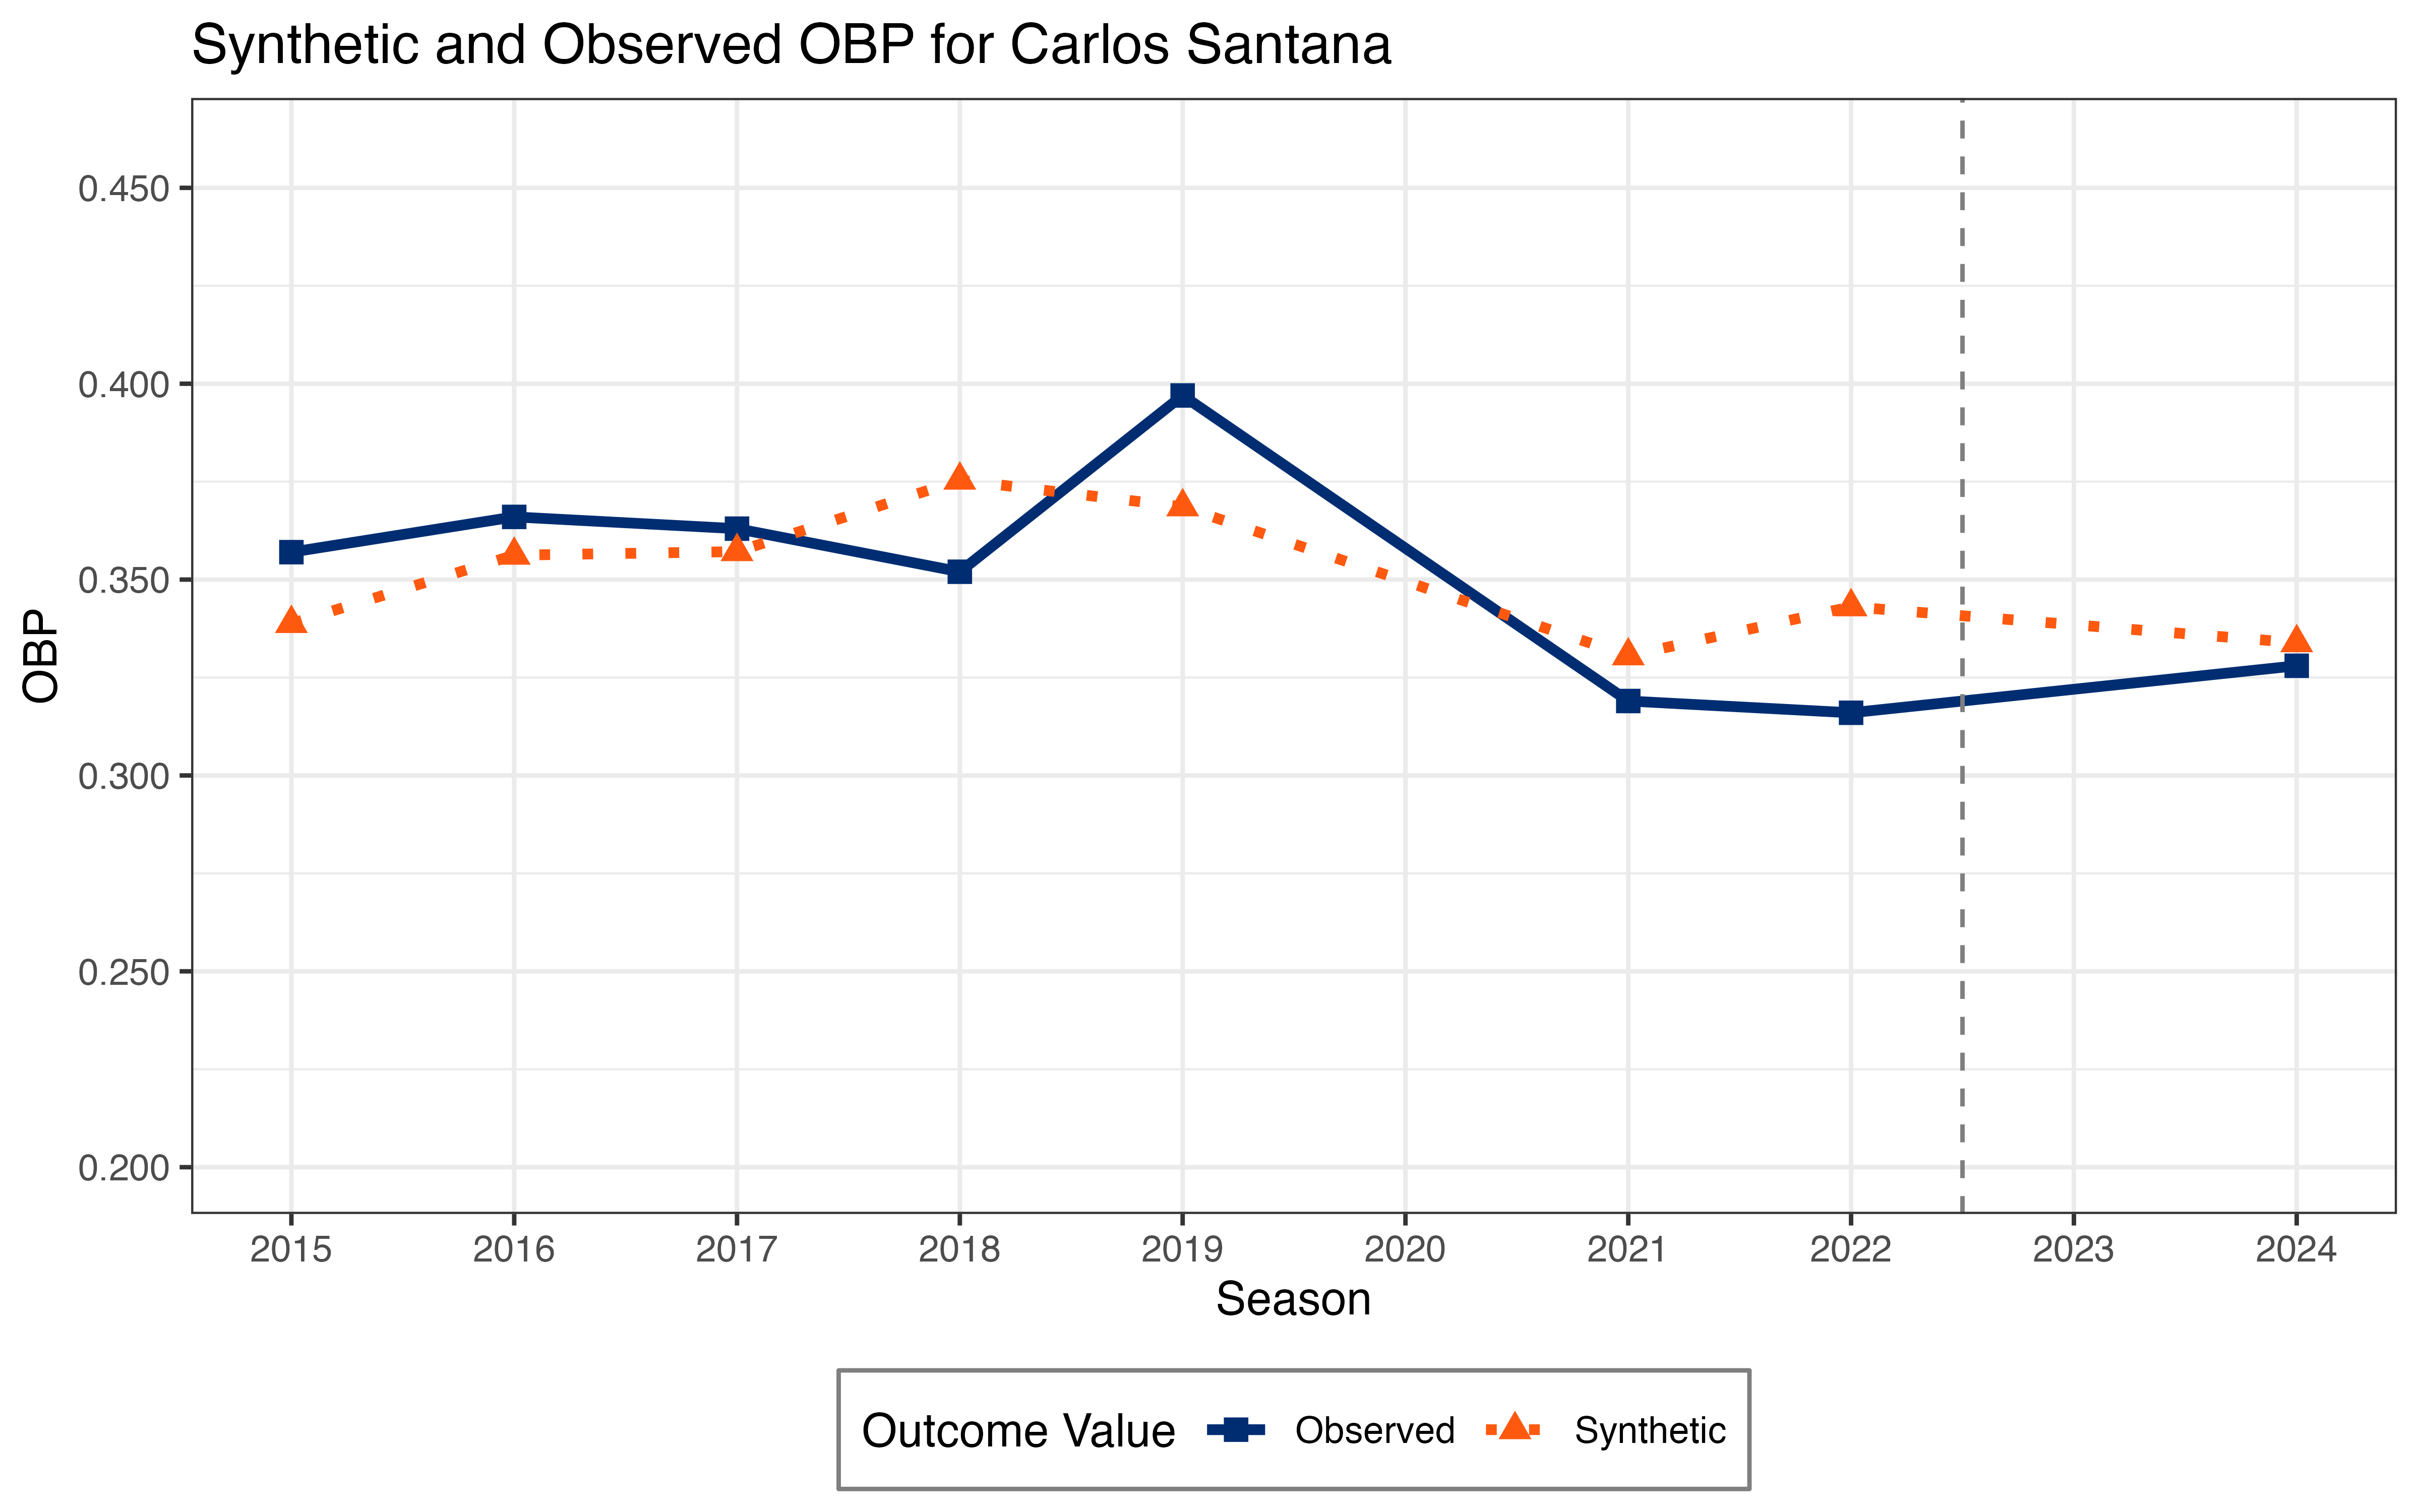 Synthetic and Observed OBP for Carlos Santana
0.450
0.400
0.350
0.300
0.250
0.200
OBP
2015 2016 2017 2018 2019 2020 2021 2022 2023 2024
Season
Outcome Value Observed Synthetic